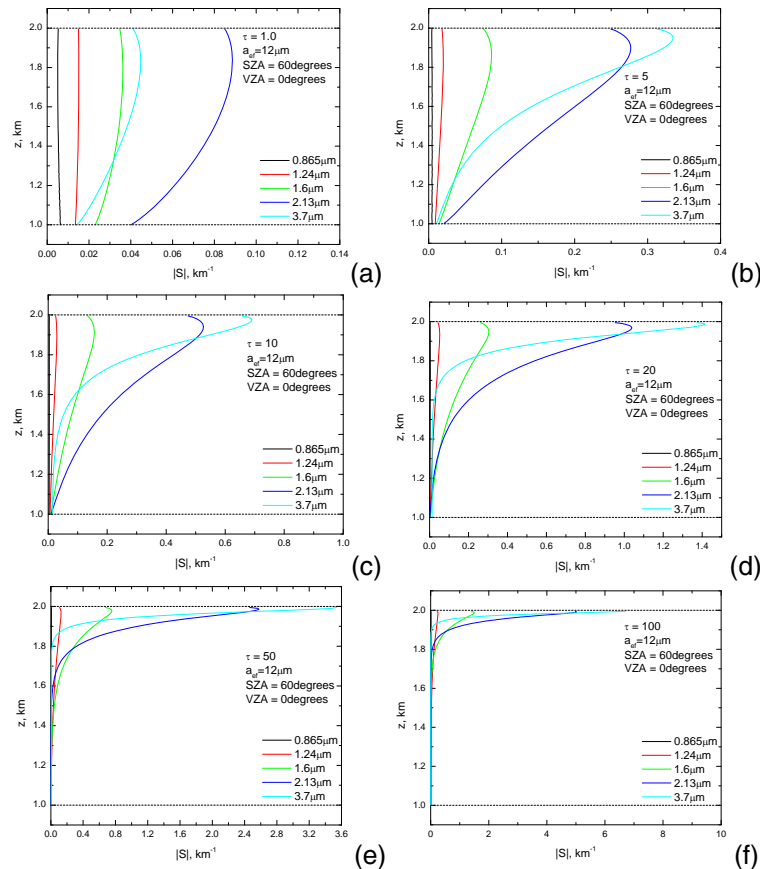 2.0
1.8
1.6
1.4
1.2
1.0
z, km
τ = 1.0
a_ef=12μm
SZA = 60degrees
VZA = 0degrees
0.865μm
1.24μm
1.6μm
2.13μm
3.7μm
0.00 0.02 0.04 0.06 0.08 0.10 0.12 0.14
|S|, km⁻¹
(a)
2.0
1.8
1.6
1.4
1.2
1.0
z, km
τ = 5
a_ef=12μm
SZA = 60degrees
VZA = 0degrees
0.865μm
1.24μm
1.6μm
2.13μm
3.7μm
0.0 0.1 0.2 0.3 0.4
|S|, km⁻¹
(b)
2.0
1.8
1.6
1.4
1.2
1.0
z, km
τ = 10
a_ef=12μm
SZA = 60degrees
VZA = 0degrees
0.865μm
1.24μm
1.6μm
2.13μm
3.7μm
0.0 0.2 0.4 0.6 0.8 1.0
|S|, km⁻¹
(c)
2.0
1.8
1.6
1.4
1.2
1.0
z, km
τ = 20
a_ef=12μm
SZA = 60degrees
VZA = 0degrees
0.865μm
1.24μm
1.6μm
2.13μm
3.7μm
0.0 0.2 0.4 0.6 0.8 1.0 1.2 1.4
|S|, km⁻¹
(d)
2.0
1.8
1.6
1.4
1.2
1.0
z, km
τ = 50
a_ef=12μm
SZA = 60degrees
VZA = 0degrees
0.865μm
1.24μm
1.6μm
2.13μm
3.7μm
0.0 0.4 0.8 1.2 1.6 2.0 2.4 2.8 3.2 3.6
|S|, km⁻¹
(e)
2.0
1.8
1.6
1.4
1.2
1.0
z, km
τ = 100
a_ef=12μm
SZA = 60degrees
VZA = 0degrees
0.865μm
1.24μm
1.6μm
2.13μm
3.7μm
0 2 4 6 8 10
|S|, km⁻¹
(f)